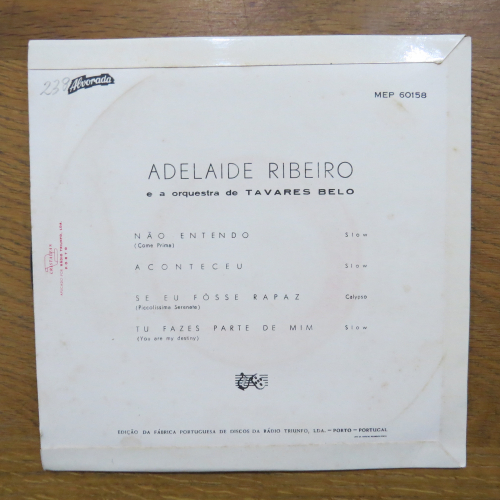 239
Alvorada
MEP 60158
ADELAIDE RIBEIRO
e a orquestra de TAVARES BELO
NÃO ENTENDO Slow
(Come Prima)
ACONTECEU Slow
SE EU FÔSSE RAPAZ Calypso
(Piccolissima Serenata)
TU FAZES PARTE DE MIM Slow
(You are my destny)
EDIÇÃO DA FÁBRICA PORTUGUESA DE DISCOS DA RÁDIO TRIUNFO, LDA. — PORTO — PORTUGAL